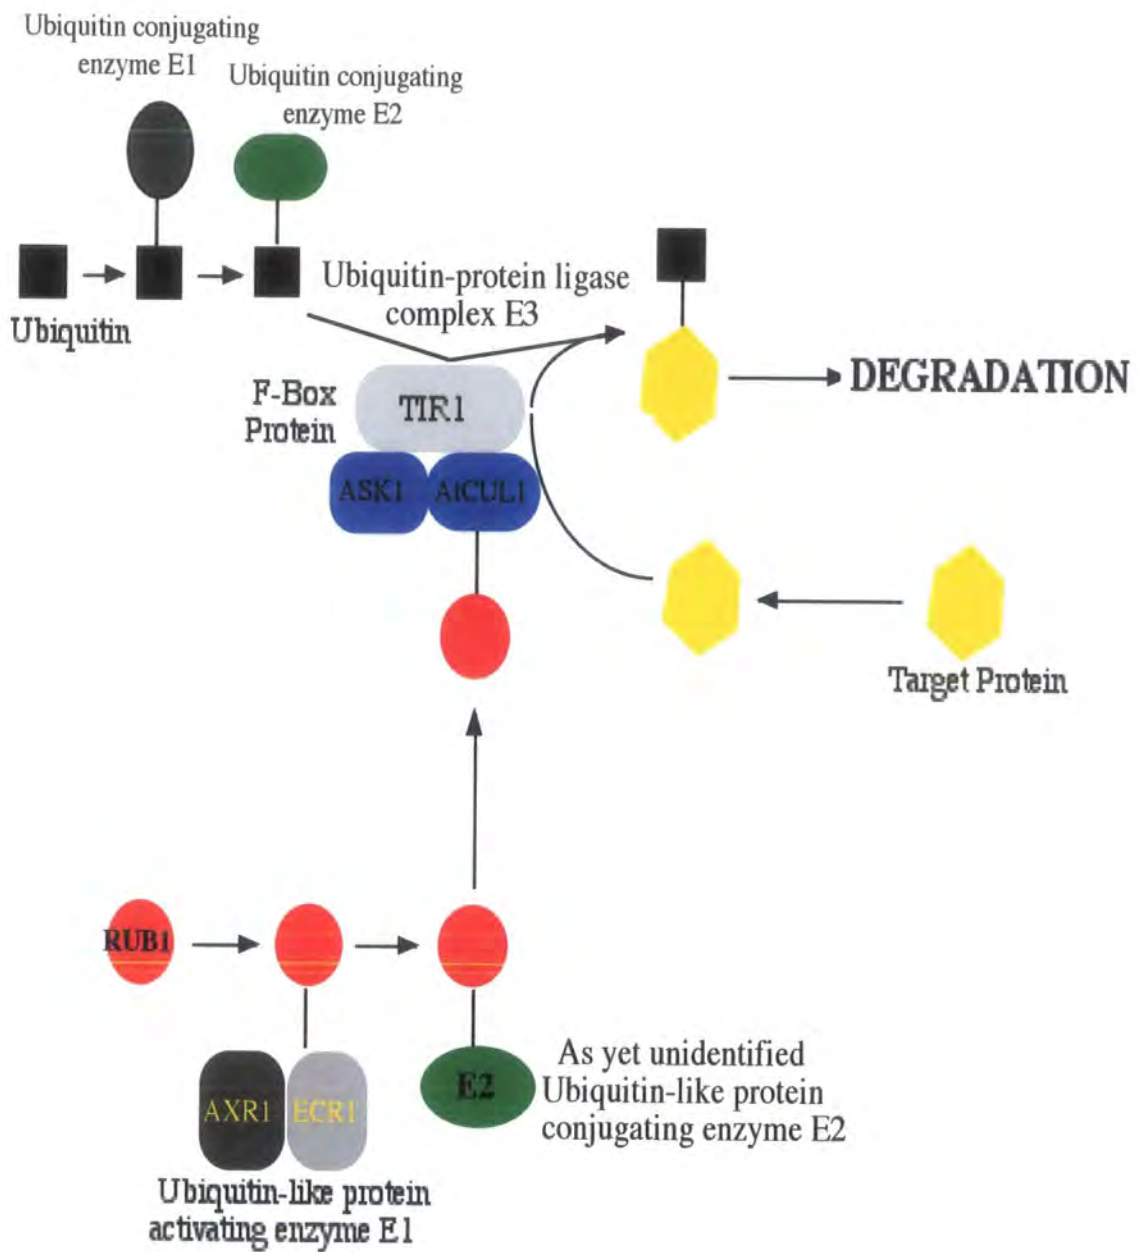 Ubiquitin conjugating
enzyme E1
Ubiquitin conjugating
enzyme E2
Ubiquitin
Ubiquitin-protein ligase
complex E3
F-Box
Protein
TIR1
ASK1
AtCUL1
DEGRADATION
Target Protein
RUB1
AXR1
ECR1
E2
As yet unidentified
Ubiquitin-like protein
conjugating enzyme E2
Ubiquitin-like protein
activating enzyme E1